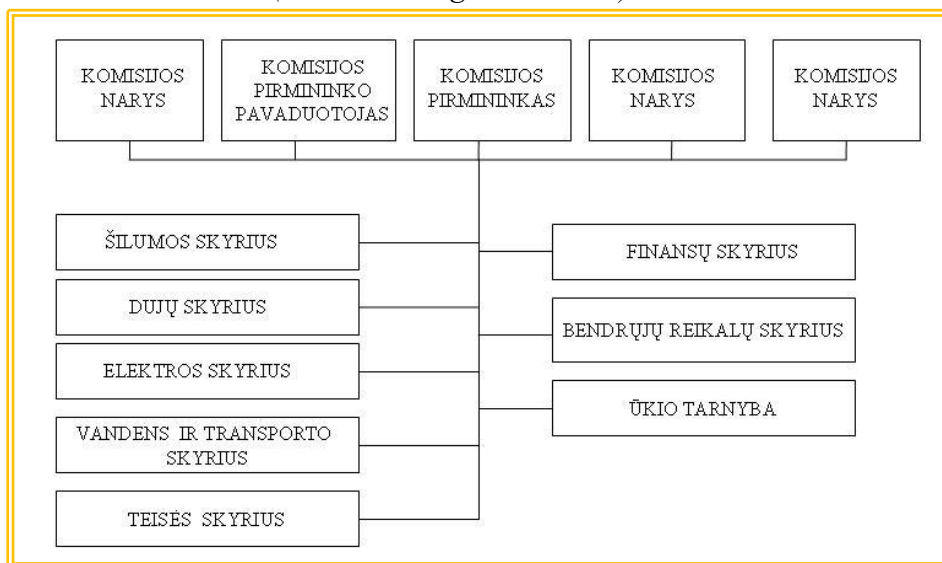 KOMISIJOS
NARYS
KOMISIJOS
PIRMININKO
PAVADUOTOJAS
KOMISIJOS
PIRMININKAS
KOMISIJOS
NARYS
KOMISIJOS
NARYS
ŠILUMOS SKYRIUS
DUJŲ SKYRIUS
ELEKTROS SKYRIUS
VANDENS IR TRANSPORTO
SKYRIUS
TEISĖS SKYRIUS
FINANSŲ SKYRIUS
BENDRŲJŲ REIKALŲ SKYRIUS
ŪKIO TARNYBA